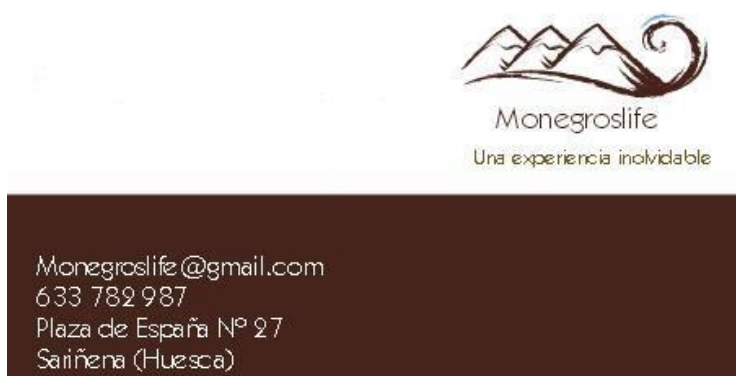 Monegroslife
Una experiencia inolvidable
Monegroslife@gmail.com
633 782 987
Plaza de España Nº 27
Sariñena (Huesca)